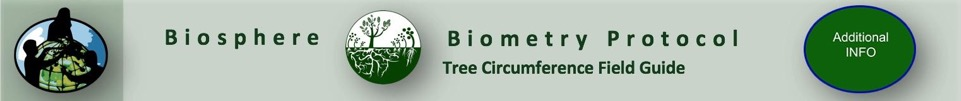 Biosphere
Biometry Protocol
Tree Circumference Field Guide
Additional
INFO